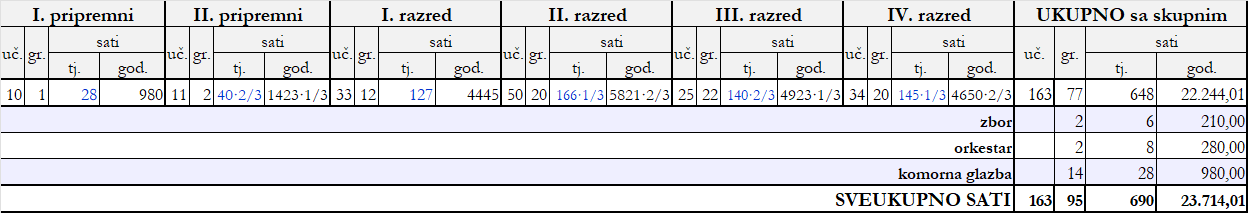 I. pripremni II. pripremni I. razred II. razred III. razred IV. razred UKUPNO sa skupnim
uč. gr. sati uč. gr. sati uč. gr. sati uč. gr. sati uč. gr. sati uč. gr. sati uč. gr. sati
tj. god. tj. god. tj. god. tj. god. tj. god. tj. god. tj. god.
10 1 28 980 11 2 40·2/3 1423·1/3 33 12 127 4445 50 20 166·1/3 5821·2/3 25 22 140·2/3 4923·1/3 34 20 145·1/3 4650·2/3 163 77 648 22.244,01
zbor 2 6 210,00
orkestar 2 8 280,00
komorna glazba 14 28 980,00
SVEUKUPNO SATI 163 95 690 23.714,01